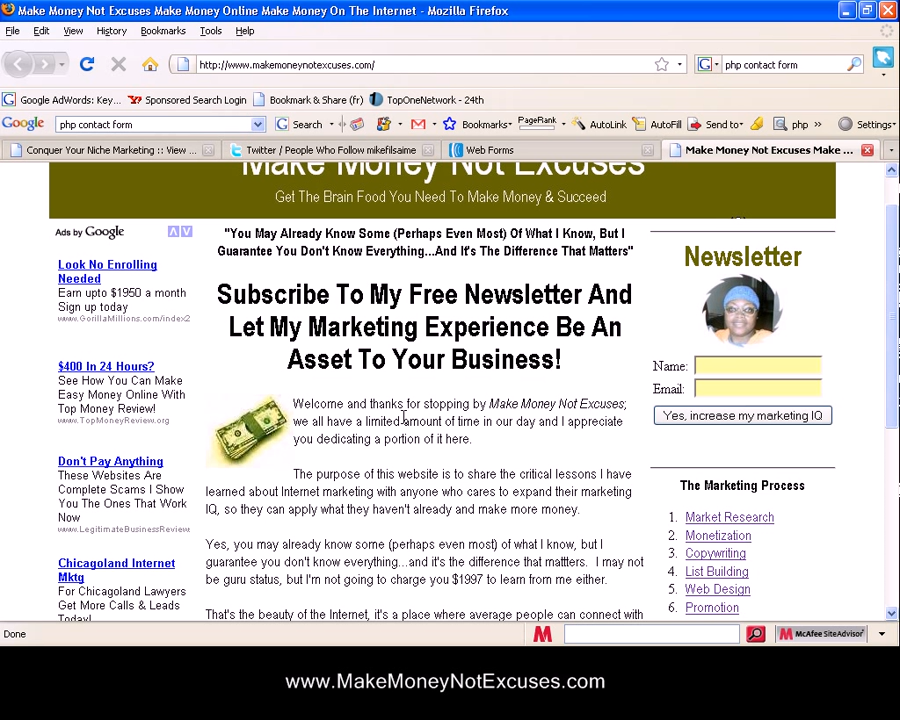 Make Money Not Excuses Make Money Online Make Money On The Internet - Mozilla Firefox
File Edit View History Bookmarks Tools Help
http://www.makemoneynotexcuses.com/ php contact form
Google AdWords: Key... Sponsored Search Login Bookmark & Share (fr) TopOneNetwork - 24th
Google php contact form Search Bookmarks PageRank AutoLink AutoFill Send to php » Settings
Conquer Your Niche Marketing :: View ... Twitter / People Who Follow mikefilsaime Web Forms Make Money Not Excuses Make ...
Make Money Not Excuses
Get The Brain Food You Need To Make Money & Succeed
Ads by Google
Look No Enrolling
Needed
Earn upto $1950 a month
Sign up today
www.GorillaMillions.com/index2
$400 In 24 Hours?
See How You Can Make
Easy Money Online With
Top Money Review!
www.TopMoneyReview.org
Don't Pay Anything
These Websites Are
Complete Scams I Show
You The Ones That Work
Now
www.LegitimateBusinessReview
Chicagoland Internet
Mktg
For Chicagoland Lawyers
Get More Calls & Leads
Today!
"You May Already Know Some (Perhaps Even Most) Of What I Know, But I
Guarantee You Don't Know Everything...And It's The Difference That Matters"
Subscribe To My Free Newsletter And
Let My Marketing Experience Be An
Asset To Your Business!
Welcome and thanks for stopping by Make Money Not Excuses;
we all have a limited amount of time in our day and I appreciate
you dedicating a portion of it here.
The purpose of this website is to share the critical lessons I have
learned about Internet marketing with anyone who cares to expand their marketing
IQ, so they can apply what they haven't already and make more money.
Yes, you may already know some (perhaps even most) of what I know, but I
guarantee you don't know everything...and it's the difference that mattters. I may not
be guru status, but I'm not going to charge you $1997 to learn from me either.
That's the beauty of the Internet, it's a place where average people can connect with
Newsletter
Name:
Email:
Yes, increase my marketing IQ
The Marketing Process
1. Market Research
2. Monetization
3. Copywriting
4. List Building
5. Web Design
6. Promotion
Done McAfee SiteAdvisor
www.MakeMoneyNotExcuses.com